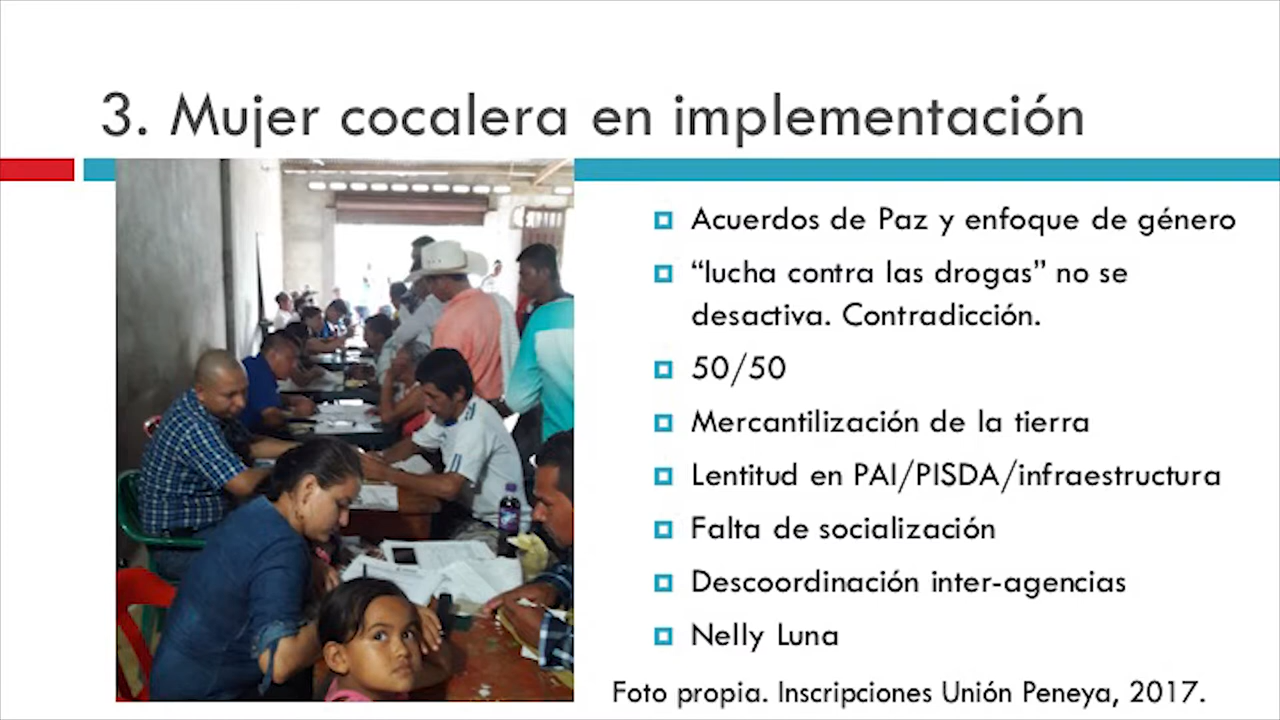 3. Mujer cocalera en implementación
Acuerdos de Paz y enfoque de género
“lucha contra las drogas” no se
desactiva. Contradicción.
50/50
Mercantilización de la tierra
Lentitud en PAI/PISDA/infraestructura
Falta de socialización
Descoordinación inter-agencias
Nelly Luna
Foto propia. Inscripciones Unión Peneya, 2017.